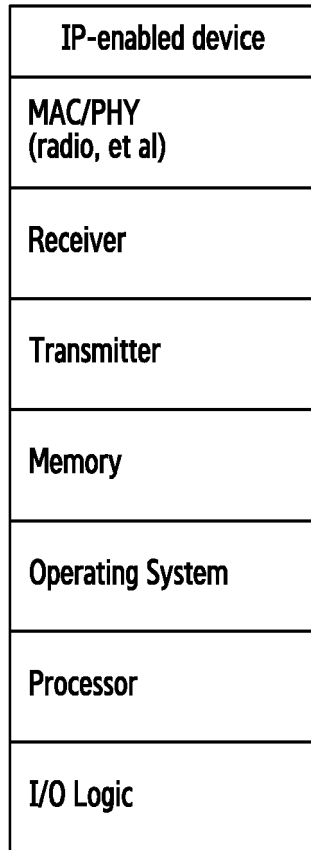 IP-enabled device
MAC/PHY
(radio, et al)
Receiver
Transmitter
Memory
Operating System
Processor
I/O Logic